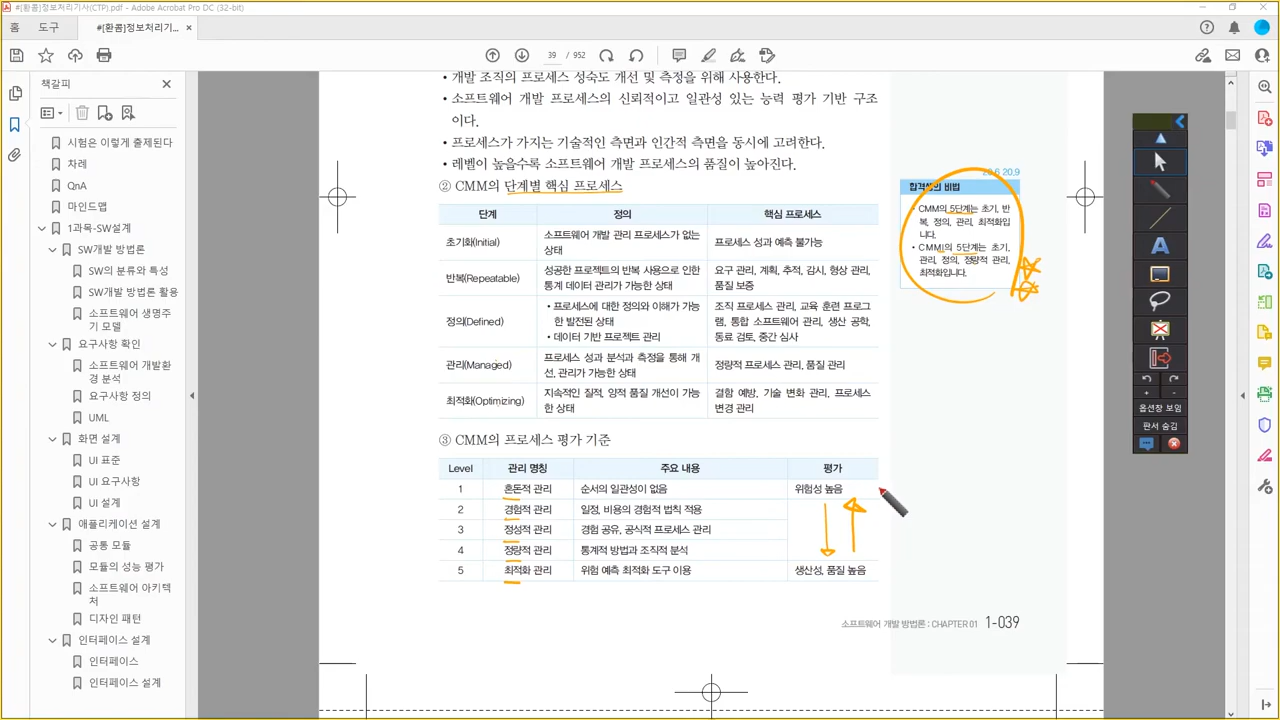 #[환콤]정보처리기사(CTP).pdf - Adobe Acrobat Pro DC (32-bit)
홈 도구 #[환콤]정보처리기... ×
39 / 952
책갈피
시험은 이렇게 출제된다
차례
QnA
마인드맵
1과목-SW설계
SW개발 방법론
SW의 분류와 특성
SW개발 방법론 활용
소프트웨어 생명주
기 모델
요구사항 확인
소프트웨어 개발환
경 분석
요구사항 정의
UML
화면 설계
UI 표준
UI 요구사항
UI 설계
애플리케이션 설계
공통 모듈
모듈의 성능 평가
소프트웨어 아키텍
처
디자인 패턴
인터페이스 설계
인터페이스
인터페이스 설계
• 개발 조직의 프로세스 성숙도 개선 및 측정을 위해 사용한다.
• 소프트웨어 개발 프로세스의 신뢰적이고 일관성 있는 능력 평가 기반 구조
이다.
• 프로세스가 가지는 기술적인 측면과 인간적 측면을 동시에 고려한다.
• 레벨이 높을수록 소프트웨어 개발 프로세스의 품질이 높아진다.
② CMM의 단계별 핵심 프로세스
단계 정의 핵심 프로세스
초기화(Initial) 소프트웨어 개발 관리 프로세스가 없는
상태 프로세스 성과 예측 불가능
반복(Repeatable) 성공한 프로젝트의 반복 사용으로 인한
통계 데이터 관리가 가능한 상태 요구 관리, 계획, 추적, 감시, 형상 관리,
품질 보증
정의(Defined) • 프로세스에 대한 정의와 이해가 가능
한 발전된 상태
• 데이터 기반 프로젝트 관리 조직 프로세스 관리, 교육 훈련 프로그
램, 통합 소프트웨어 관리, 생산 공학,
동료 검토, 중간 심사
관리(Managed) 프로세스 성과 분석과 측정을 통해 개
선, 관리가 가능한 상태 정량적 프로세스 관리, 품질 관리
최적화(Optimizing) 지속적인 질적, 양적 품질 개선이 가능
한 상태 결함 예방, 기술 변화 관리, 프로세스
변경 관리
③ CMM의 프로세스 평가 기준
Level 관리 명칭 주요 내용 평가
1 혼돈적 관리 순서의 일관성이 없음 위험성 높음
2 경험적 관리 일정, 비용의 경험적 법칙 적용
3 정성적 관리 경험 공유, 공식적 프로세스 관리
4 정량적 관리 통계적 방법과 조직적 분석
5 최적화 관리 위험 예측 최적화 도구 이용 생산성, 품질 높음
소프트웨어 개발 방법론 : CHAPTER 01 1-039
20.6 20.9
비법
• CMM의 5단계는 초기, 반
복, 정의, 관리, 최적화입
니다.
• CMMI의 5단계는 초기,
관리, 정의, 정량적 관리,
최적화입니다.
옵션창 보임
판서 숨김